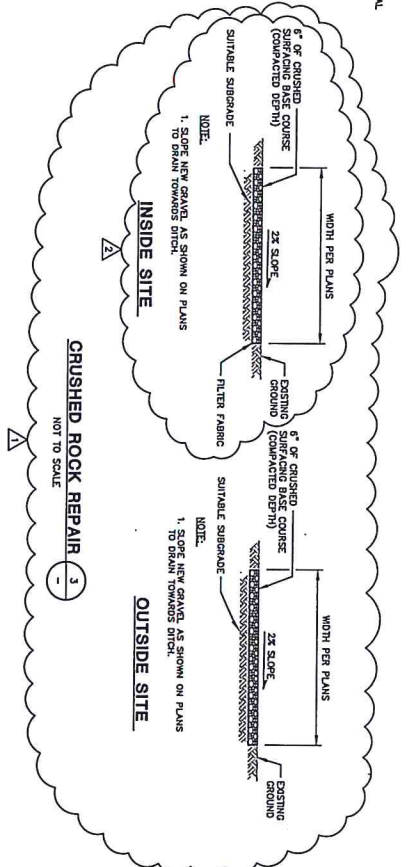 6" OF CRUSHED
SURFACING BASE COURSE
(COMPACTED DEPTH)
WIDTH PER PLANS
2% SLOPE
EXISTING
GROUND
SUITABLE SUBGRADE
FILTER FABRIC
NOTE:
1. SLOPE NEW GRAVEL AS SHOWN ON PLANS
TO DRAIN TOWARDS DITCH.
INSIDE SITE
2
6" OF CRUSHED
SURFACING BASE COURSE
(COMPACTED DEPTH)
WIDTH PER PLANS
2% SLOPE
EXISTING
GROUND
SUITABLE SUBGRADE
NOTE:
1. SLOPE NEW GRAVEL AS SHOWN ON PLANS
TO DRAIN TOWARDS DITCH.
OUTSIDE SITE
CRUSHED ROCK REPAIR
NOT TO SCALE
3
-
1